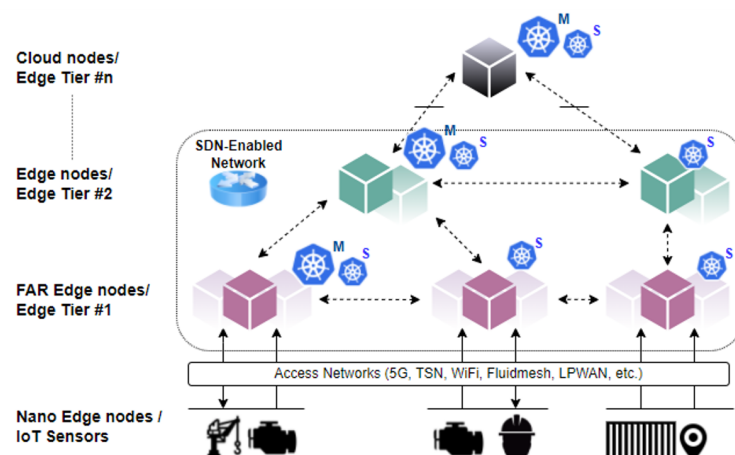 Cloud nodes/
Edge Tier #n
M
S
SDN-Enabled
Network
M
S
S
Edge nodes/
Edge Tier #2
M
S
S
S
FAR Edge nodes/
Edge Tier #1
Access Networks (5G, TSN, WiFi, Fluidmesh, LPWAN, etc.)
Nano Edge nodes /
IoT Sensors